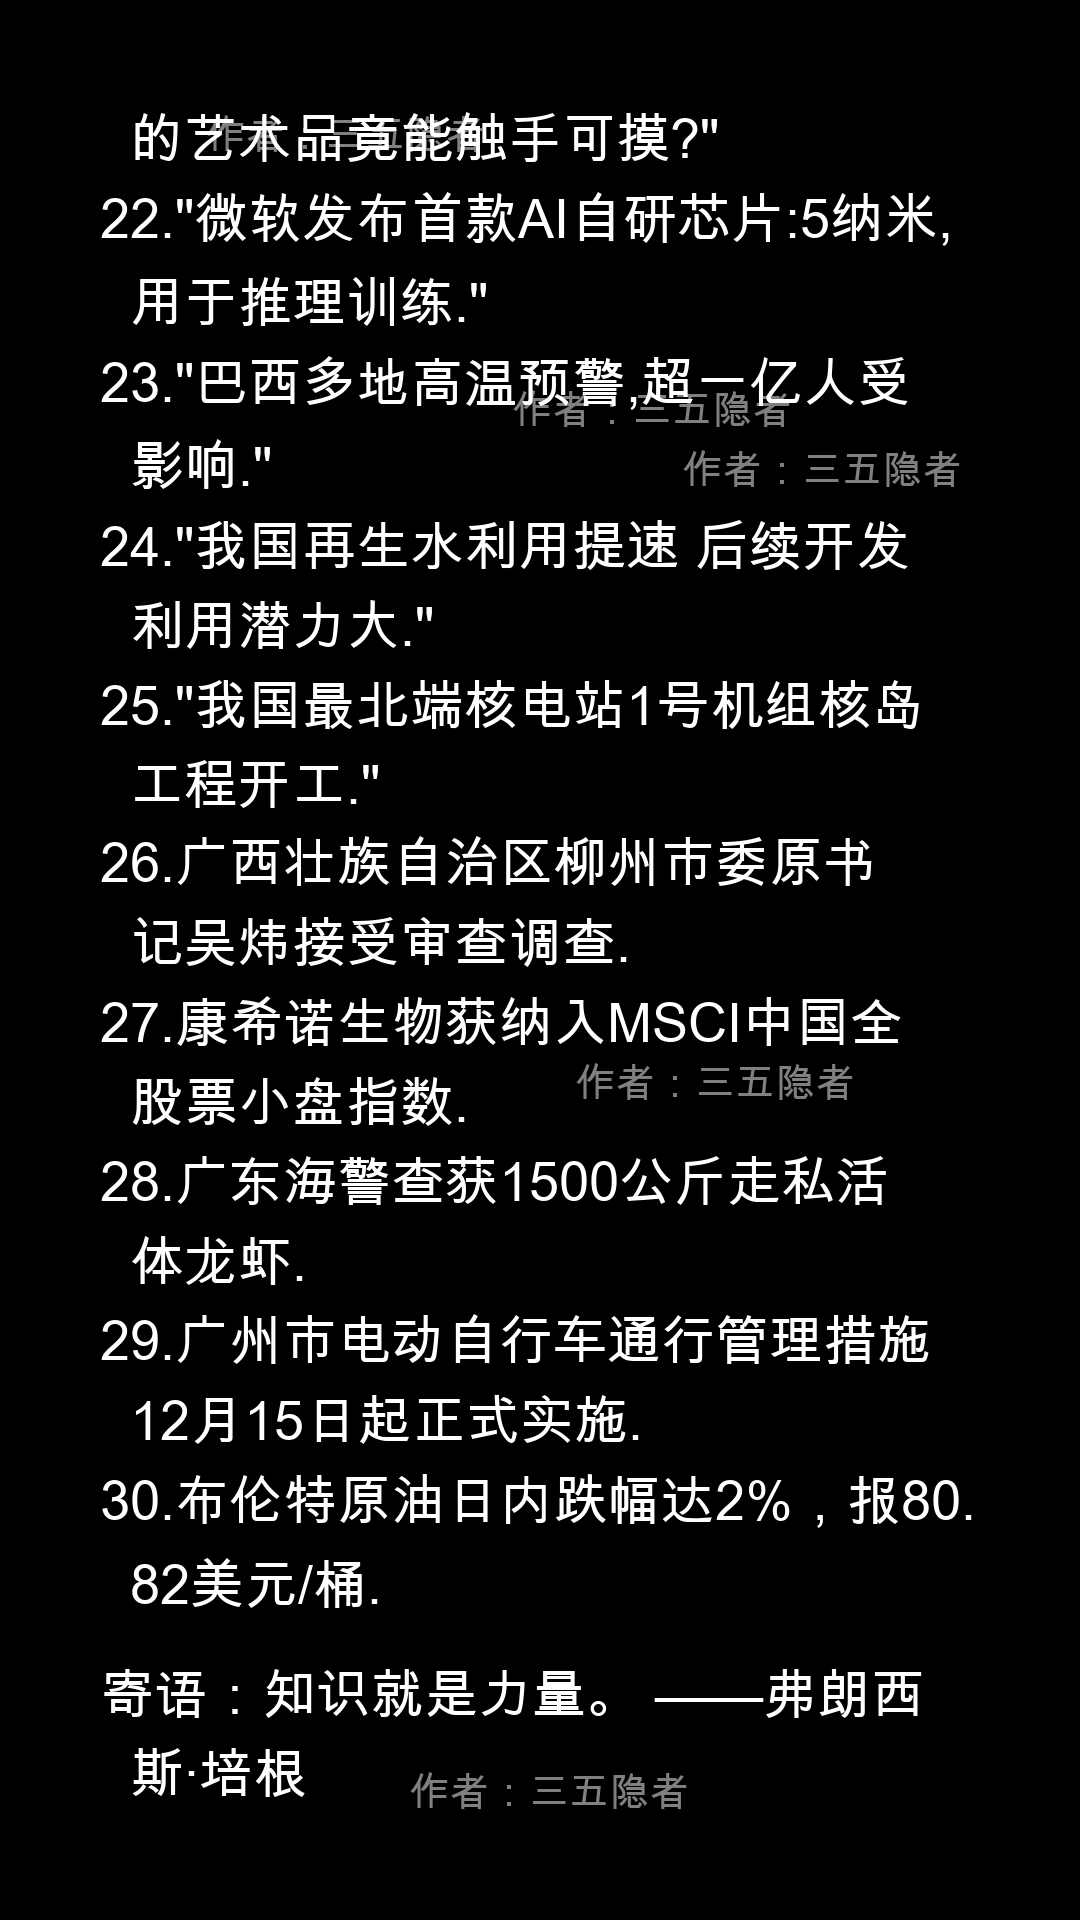 的艺术品竟能触手可摸?"
作者：三五隐者
22."微软发布首款AI自研芯片:5纳米,
用于推理训练."
23."巴西多地高温预警,超一亿人受
作者：三五隐者
影响."
作者：三五隐者
24."我国再生水利用提速 后续开发
利用潜力大."
25."我国最北端核电站1号机组核岛
工程开工."
26.广西壮族自治区柳州市委原书
记吴炜接受审查调查.
27.康希诺生物获纳入MSCI中国全
股票小盘指数.
作者：三五隐者
28.广东海警查获1500公斤走私活
体龙虾.
29.广州市电动自行车通行管理措施
12月15日起正式实施.
30.布伦特原油日内跌幅达2%，报80.
82美元/桶.
寄语：知识就是力量。 ——弗朗西
斯·培根
作者：三五隐者